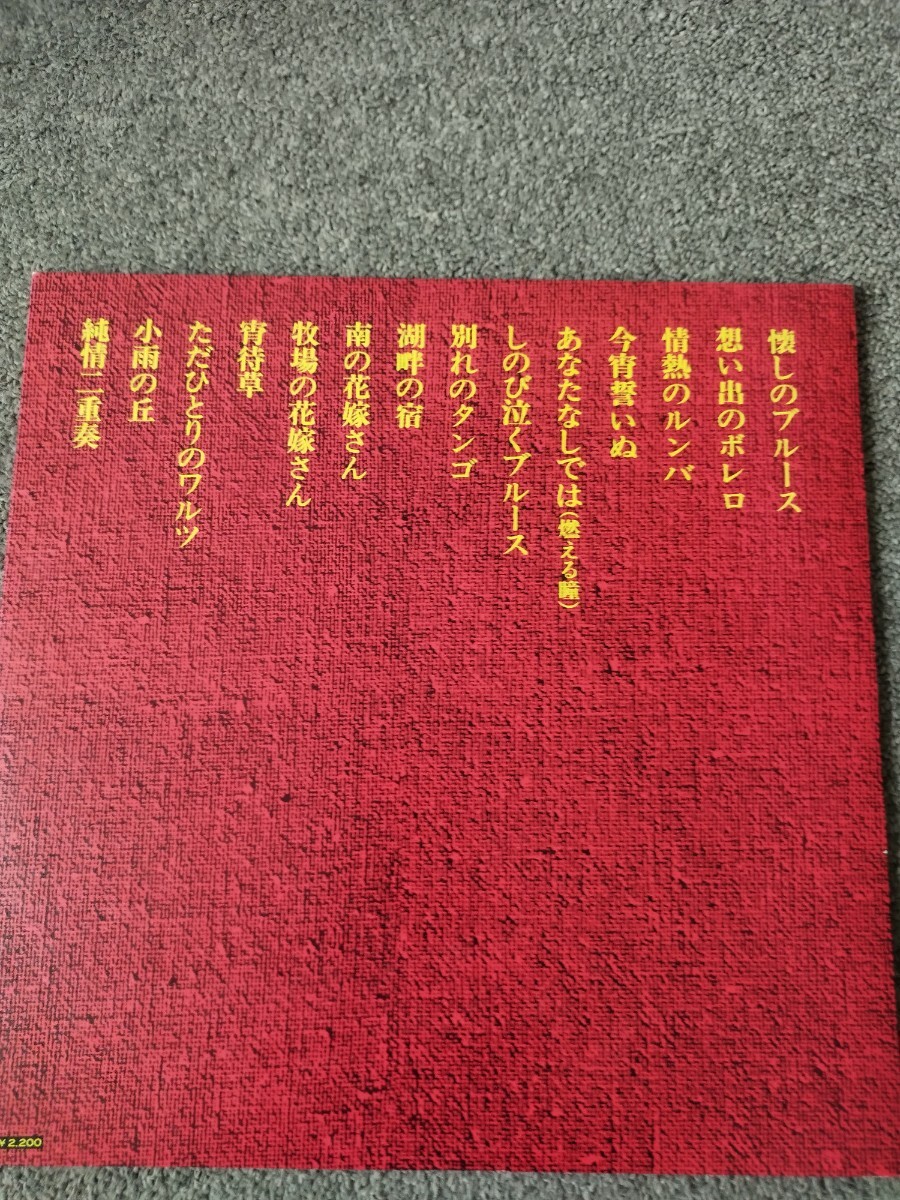 懐しのブルース
想い出のボレロ
情熱のルンバ
今宵誓いぬ
あなたなしでは(燃える瞳)
しのび泣くブルース
別れのタンゴ
湖畔の宿
南の花嫁さん
牧場の花嫁さん
宵待草
ただひとりのワルツ
小雨の丘
純情二重奏
¥2.200